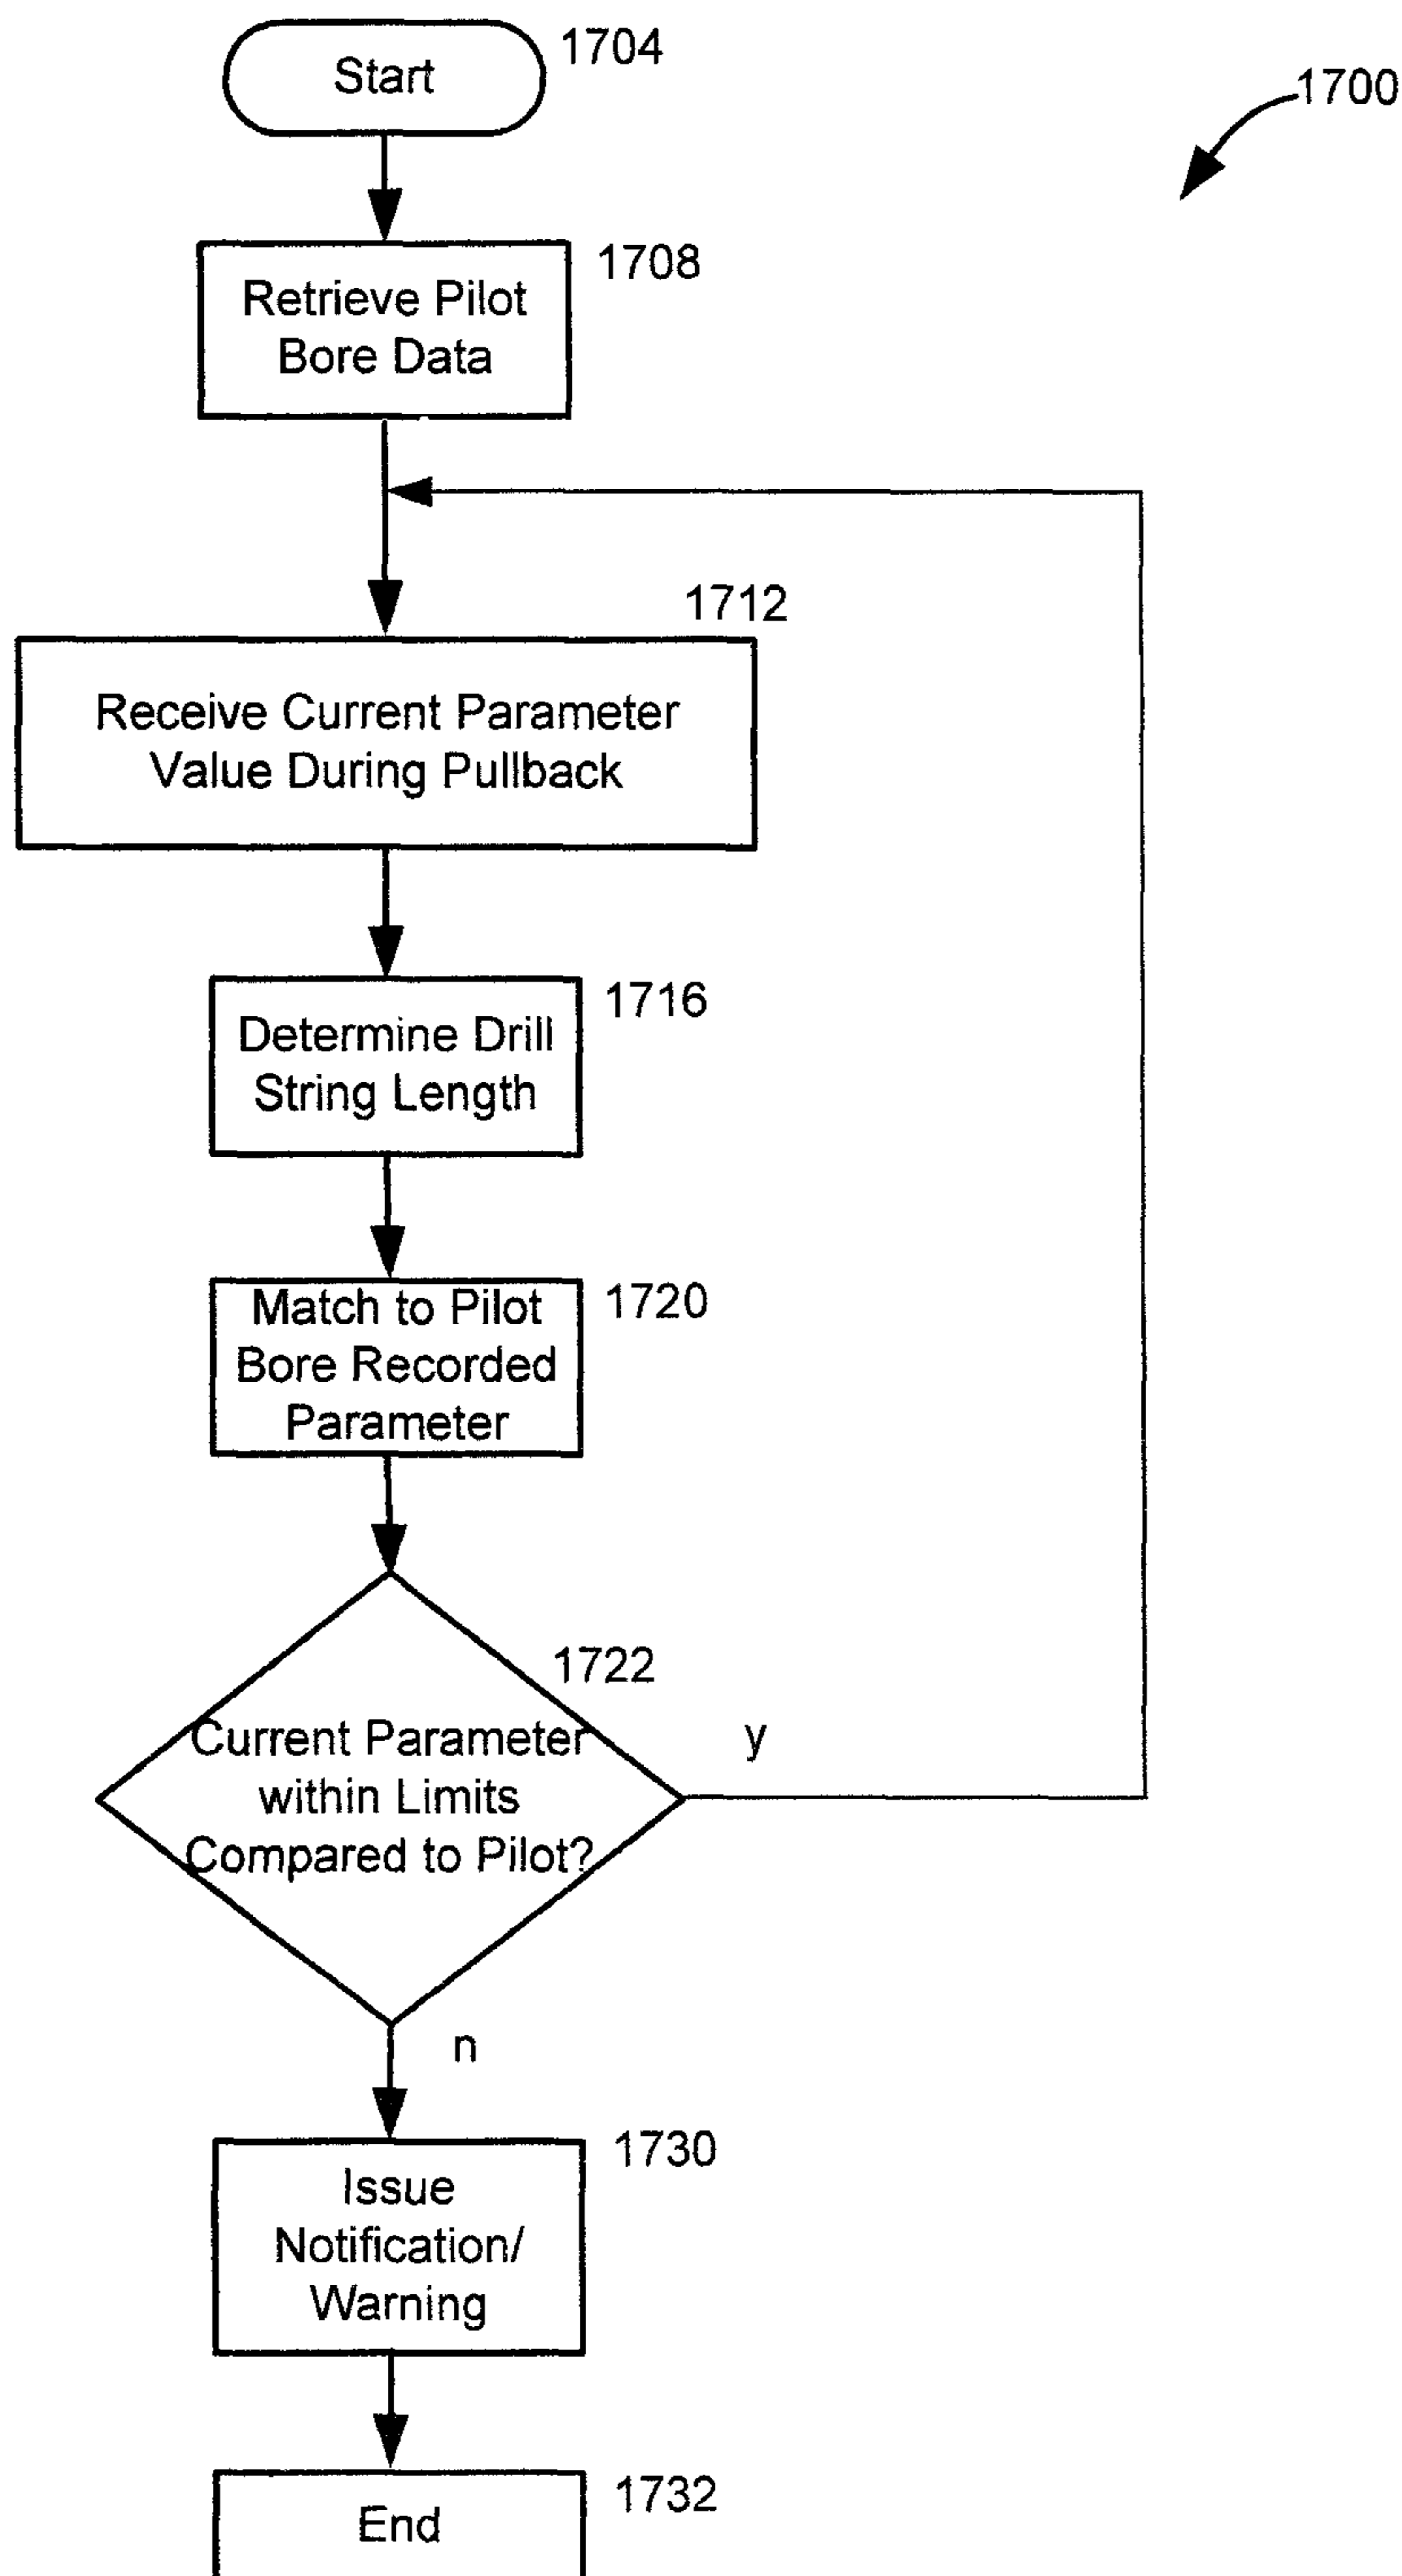 Start
1704
1700
Retrieve Pilot
Bore Data
1708
1712
Receive Current Parameter
Value During Pullback
Determine Drill
String Length
1716
Match to Pilot
Bore Recorded
Parameter
1720
1722
Current Parameter
within Limits
Compared to Pilot?
y
n
Issue
Notification/
Warning
1730
End
1732